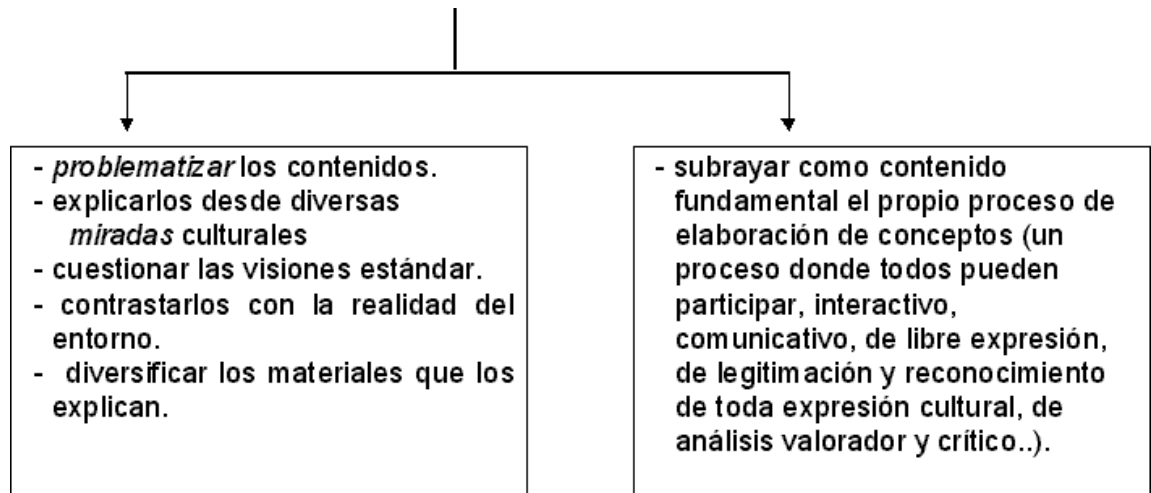 - problematizar los contenidos.
- explicarlos desde diversas
miradas culturales
- cuestionar las visiones estándar.
- contrastarlos con la realidad del
entorno.
- diversificar los materiales que los
explican.
- subrayar como contenido
fundamental el propio proceso de
elaboración de conceptos (un
proceso donde todos pueden
participar, interactivo,
comunicativo, de libre expresión,
de legitimación y reconocimiento
de toda expresión cultural, de
análisis valorador y crítico..).